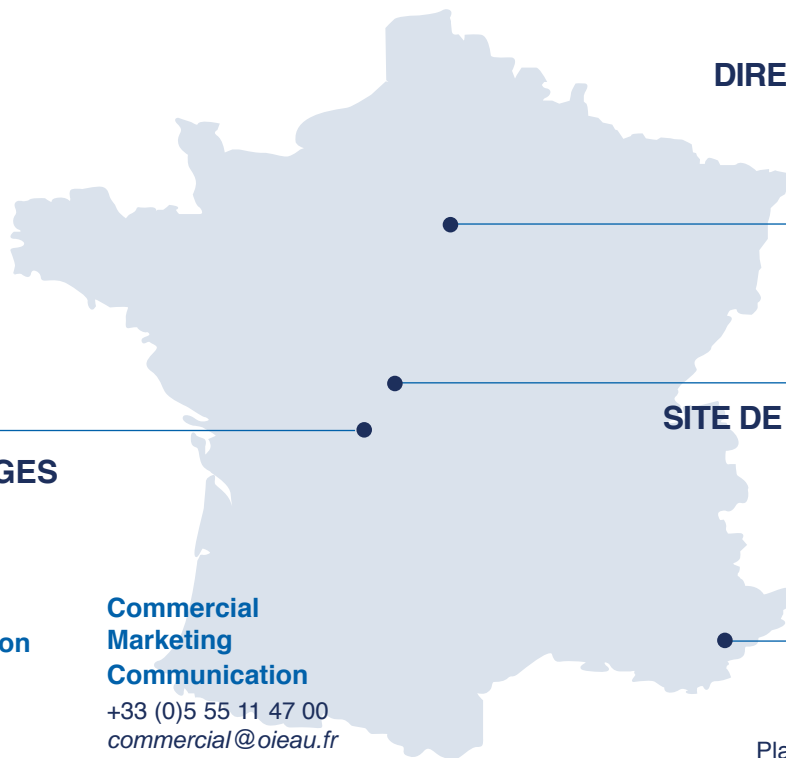 DIRE
SITE DE
GES
on
Commercial
Marketing
Communication
+33 (0)5 55 11 47 00
commercial@oieau.fr
Pla